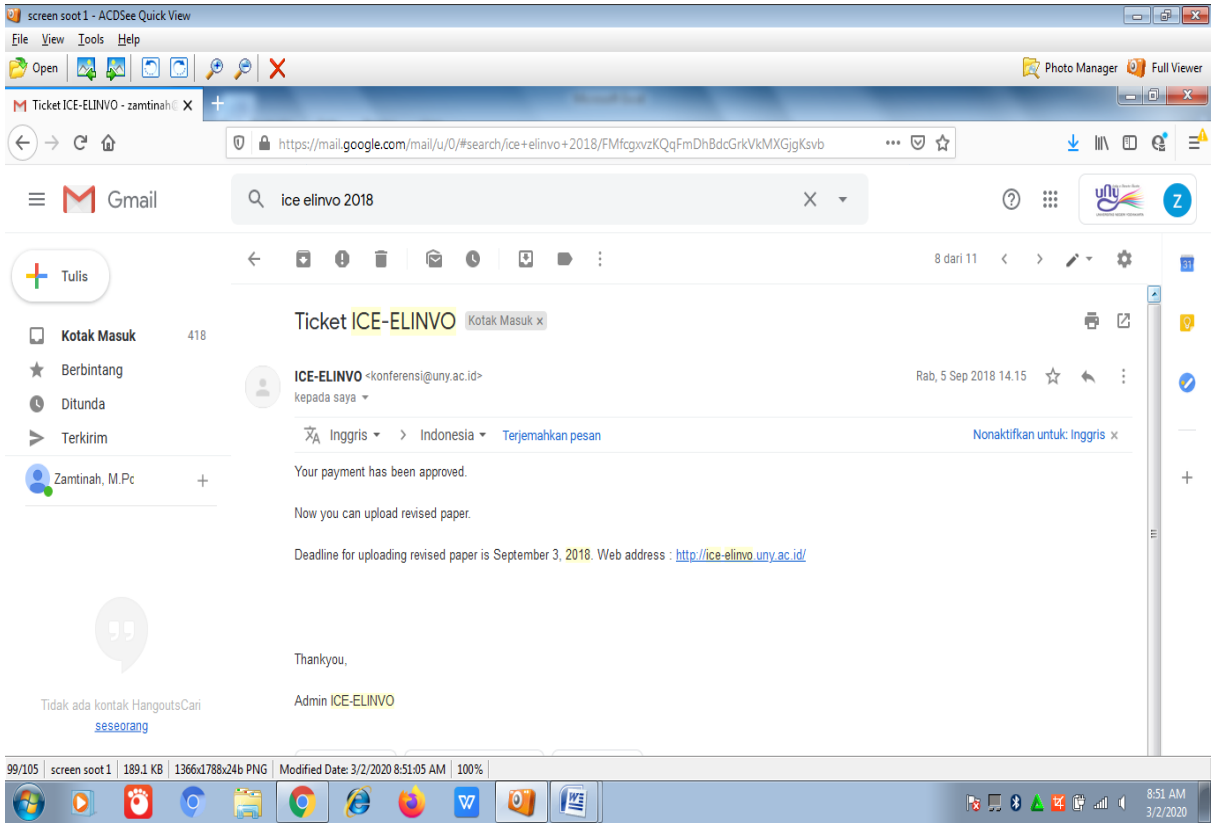 screen soot 1 - ACDSee Quick View
File View Tools Help
Open Photo Manager Full Viewer
Ticket ICE-ELINVO - zamtinah@
https://mail.google.com/mail/u/0/#search/ice+elinvo+2018/FMfcgxvzKQqFmDhBdcGrkVkMXGjgKsvb
Gmail ice elinvo 2018 uny Z
Tulis 8 dari 11
31
Ticket ICE-ELINVO Kotak Masuk x
Kotak Masuk 418
Berbintang
Ditunda
Terkirim
Zamtinah, M.Pc
ICE-ELINVO <konferensi@uny.ac.id> Rab, 5 Sep 2018 14.15
kepada saya
Inggris > Indonesia Terjemahkan pesan Nonaktifkan untuk: Inggris x
Your payment has been approved.
Now you can upload revised paper.
Deadline for uploading revised paper is September 3, 2018. Web address : http://ice-elinvo.uny.ac.id/
Thankyou,
Admin ICE-ELINVO
Tidak ada kontak HangoutsCari
seseorang
99/105 screen soot 1 189.1 KB 1366x1788x24b PNG Modified Date: 3/2/2020 8:51:05 AM 100%
8:51 AM
3/2/2020